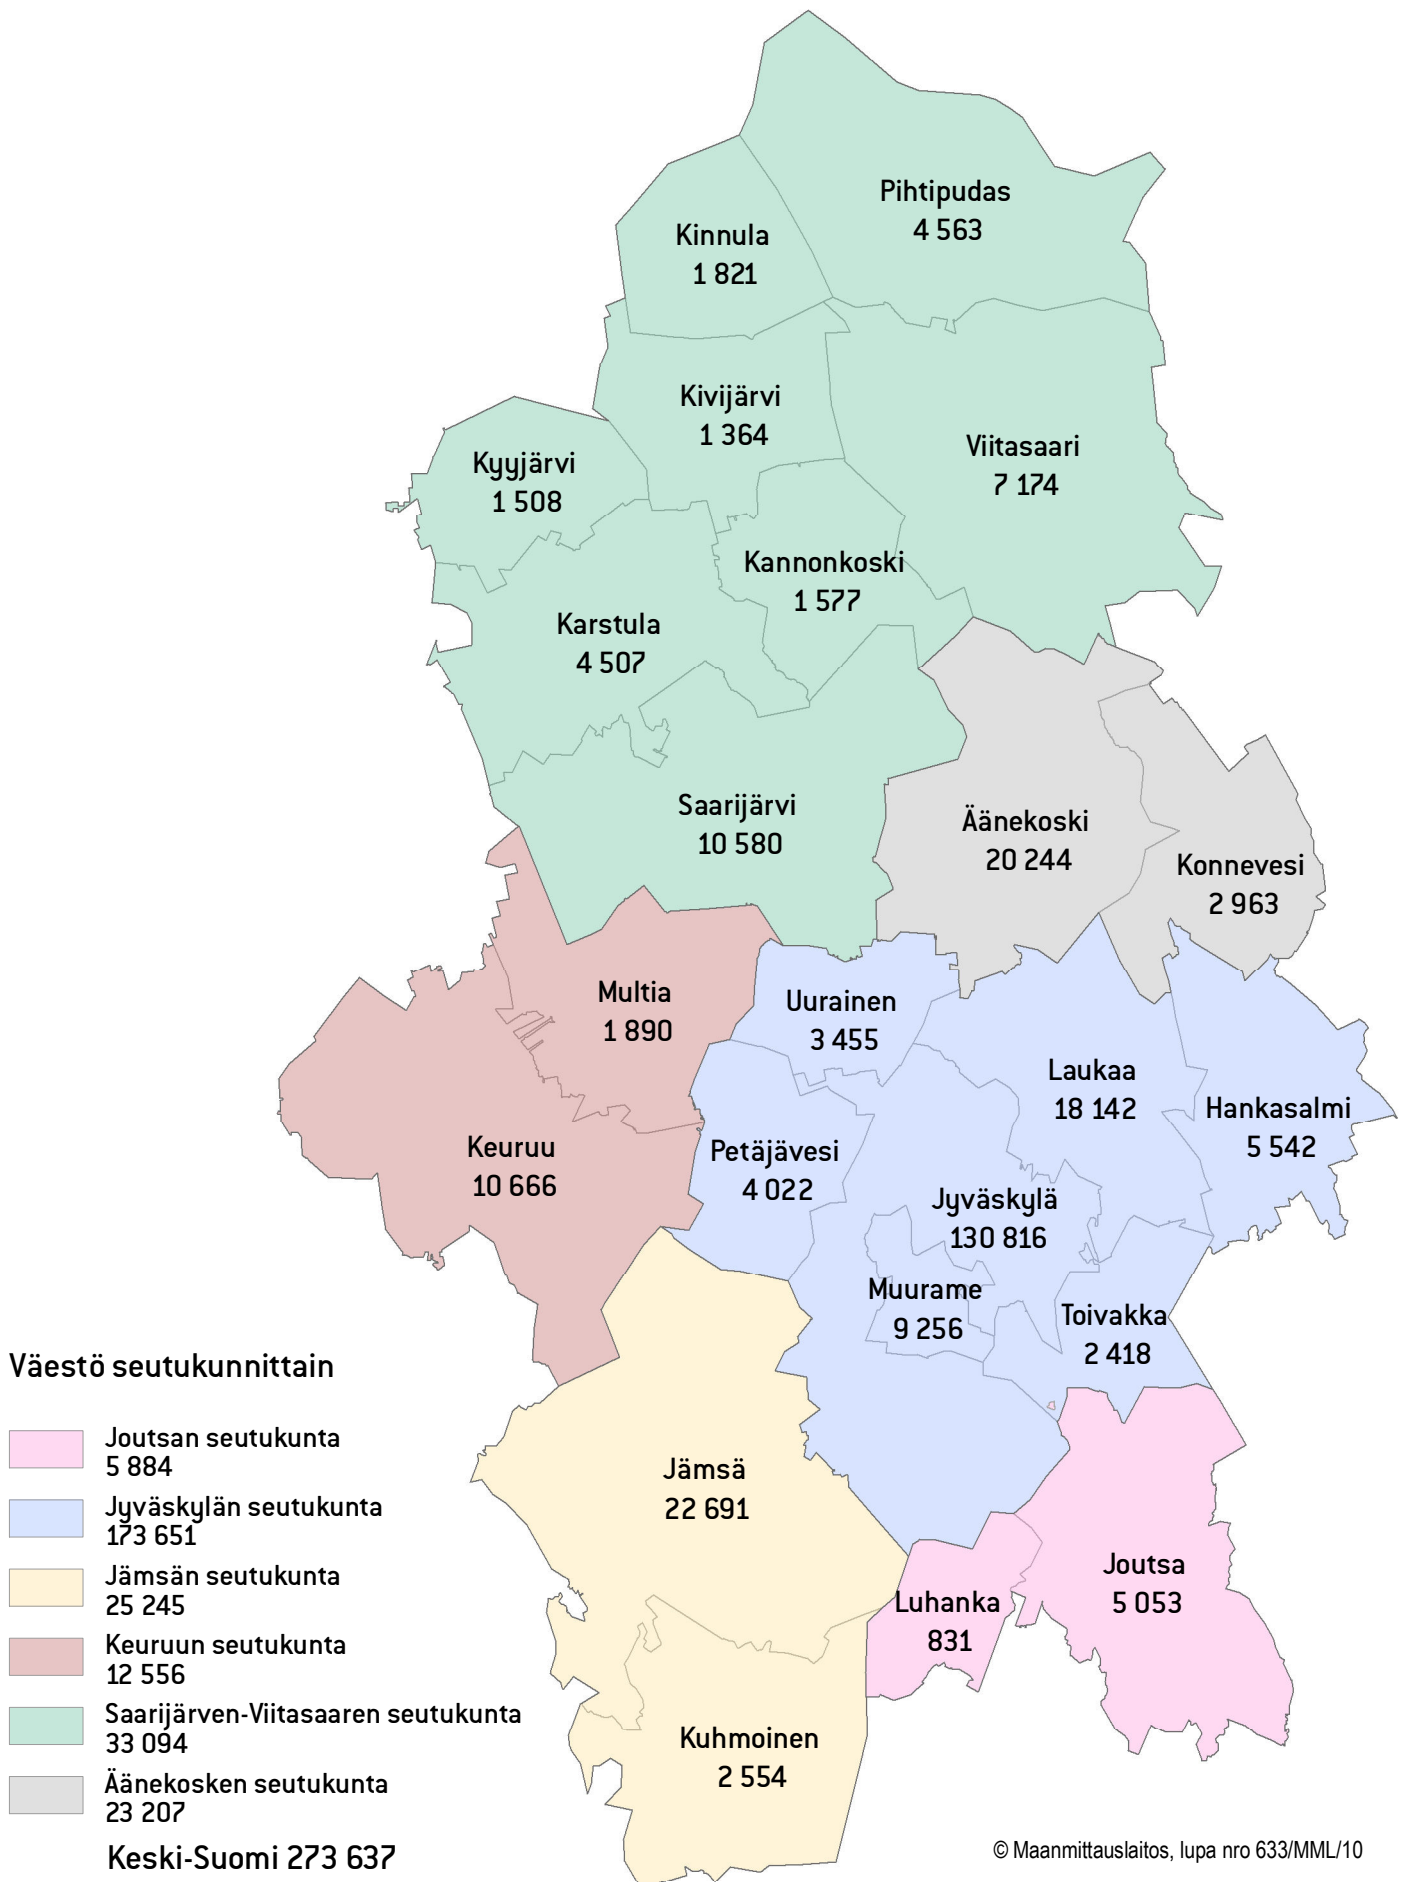 Pihtipudas
4 563
Kinnula
1 821
Kivijärvi
1 364
Viitasaari
7 174
Kyyjärvi
1 508
Kannonkoski
1 577
Karstula
4 507
Saarijärvi
10 580
Äänekoski
20 244
Konnevesi
2 963
Multia
1 890
Uurainen
3 455
Laukaa
18 142
Hankasalmi
5 542
Keuruu
10 666
Petäjävesi
4 022
Jyväskylä
130 816
Muurame
9 256
Toivakka
2 418
Jämsä
22 691
Joutsa
5 053
Luhanka
831
Kuhmoinen
2 554
Väestö seutukunnittain
Joutsan seutukunta
5 884
Jyväskylän seutukunta
173 651
Jämsän seutukunta
25 245
Keuruun seutukunta
12 556
Saarijärven-Viitasaaren seutukunta
33 094
Äänekosken seutukunta
23 207
Keski-Suomi 273 637
© Maanmittauslaitos, lupa nro 633/MML/10